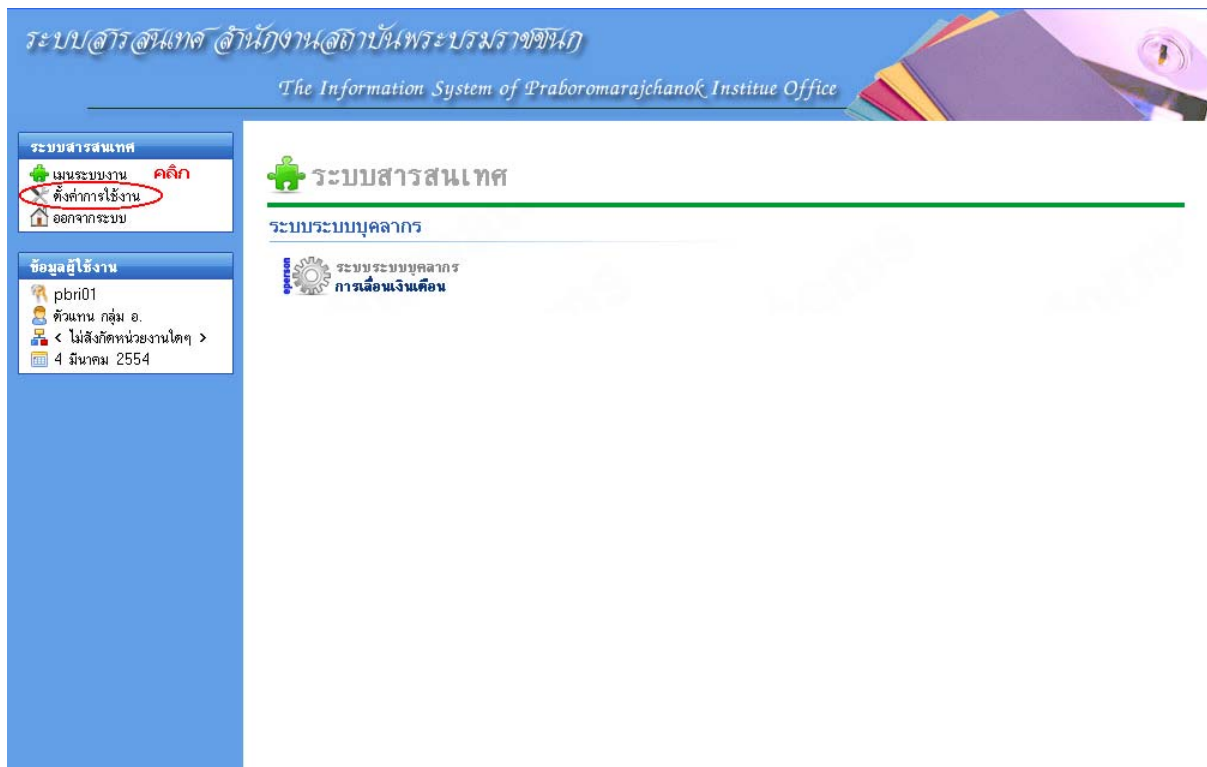 ระบบสารสนเทศ สำนักงานสถาบันพระบรมราชชนก
The Information System of Praboromarajchanok Institue Office
ระบบสารสนเทศ
เมนูระบบงาน คลิก
ตั้งค่าการใช้งาน
ออกจากระบบ
ข้อมูลผู้ใช้งาน
pbri01
ตัวแทน กลุ่ม อ.
< ไม่สังกัดหน่วยงานใดๆ >
4 มีนาคม 2554
ระบบสารสนเทศ
ระบบระบบบุคลากร
eperson
ระบบระบบบุคลากร
การเลื่อนเงินเดือน